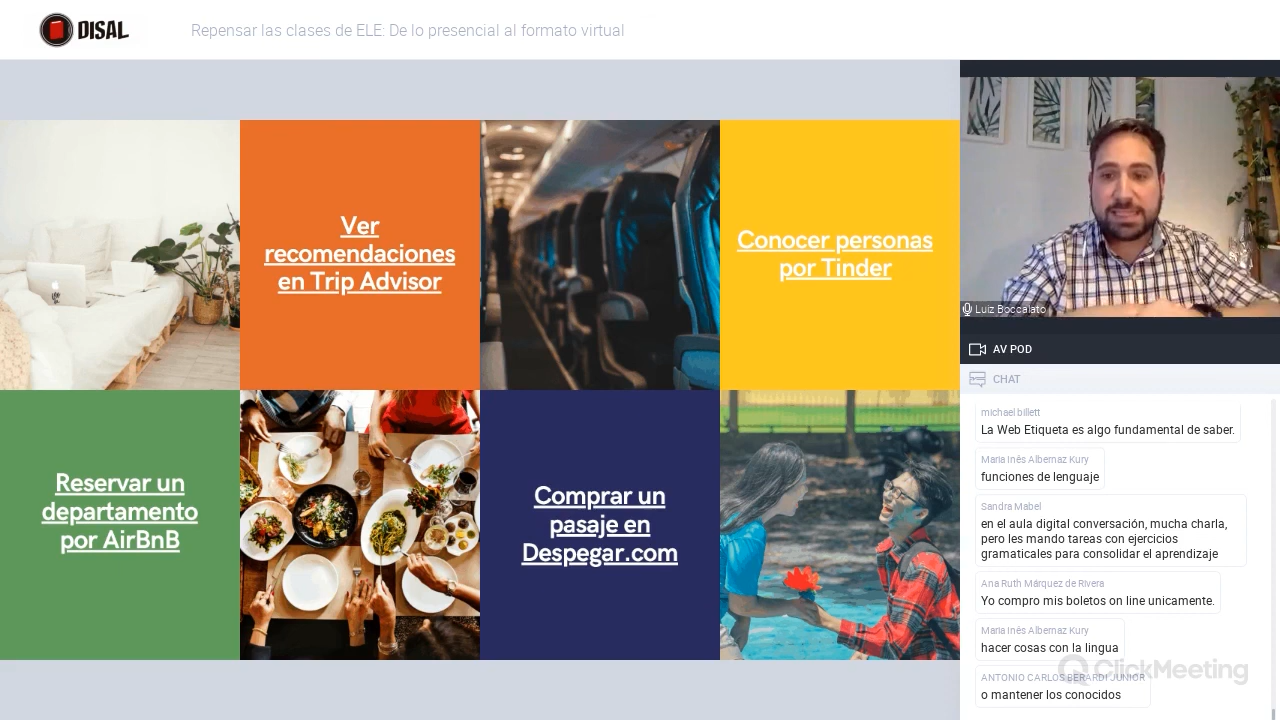 DISAL
Repensar las clases de ELE: De lo presencial al formato virtual
Ver
recomendaciones
en Trip Advisor
Conocer personas
por Tinder
Reservar un
departamento
por AirBnB
Comprar un
pasaje en
Despegar.com
Luiz Boccalato
AV POD
CHAT
michael billett
La Web Etiqueta es algo fundamental de saber.
Maria Inês Albernaz Kury
funciones de lenguaje
Sandra Mabel
en el aula digital conversación, mucha charla,
pero les mando tareas con ejercicios
gramaticales para consolidar el aprendizaje
Ana Ruth Márquez de Rivera
Yo compro mis boletos on line unicamente.
Maria Inês Albernaz Kury
hacer cosas con la lingua
ClickMeeting
ANTONIO CARLOS BERARDI JUNIOR
o mantener los conocidos